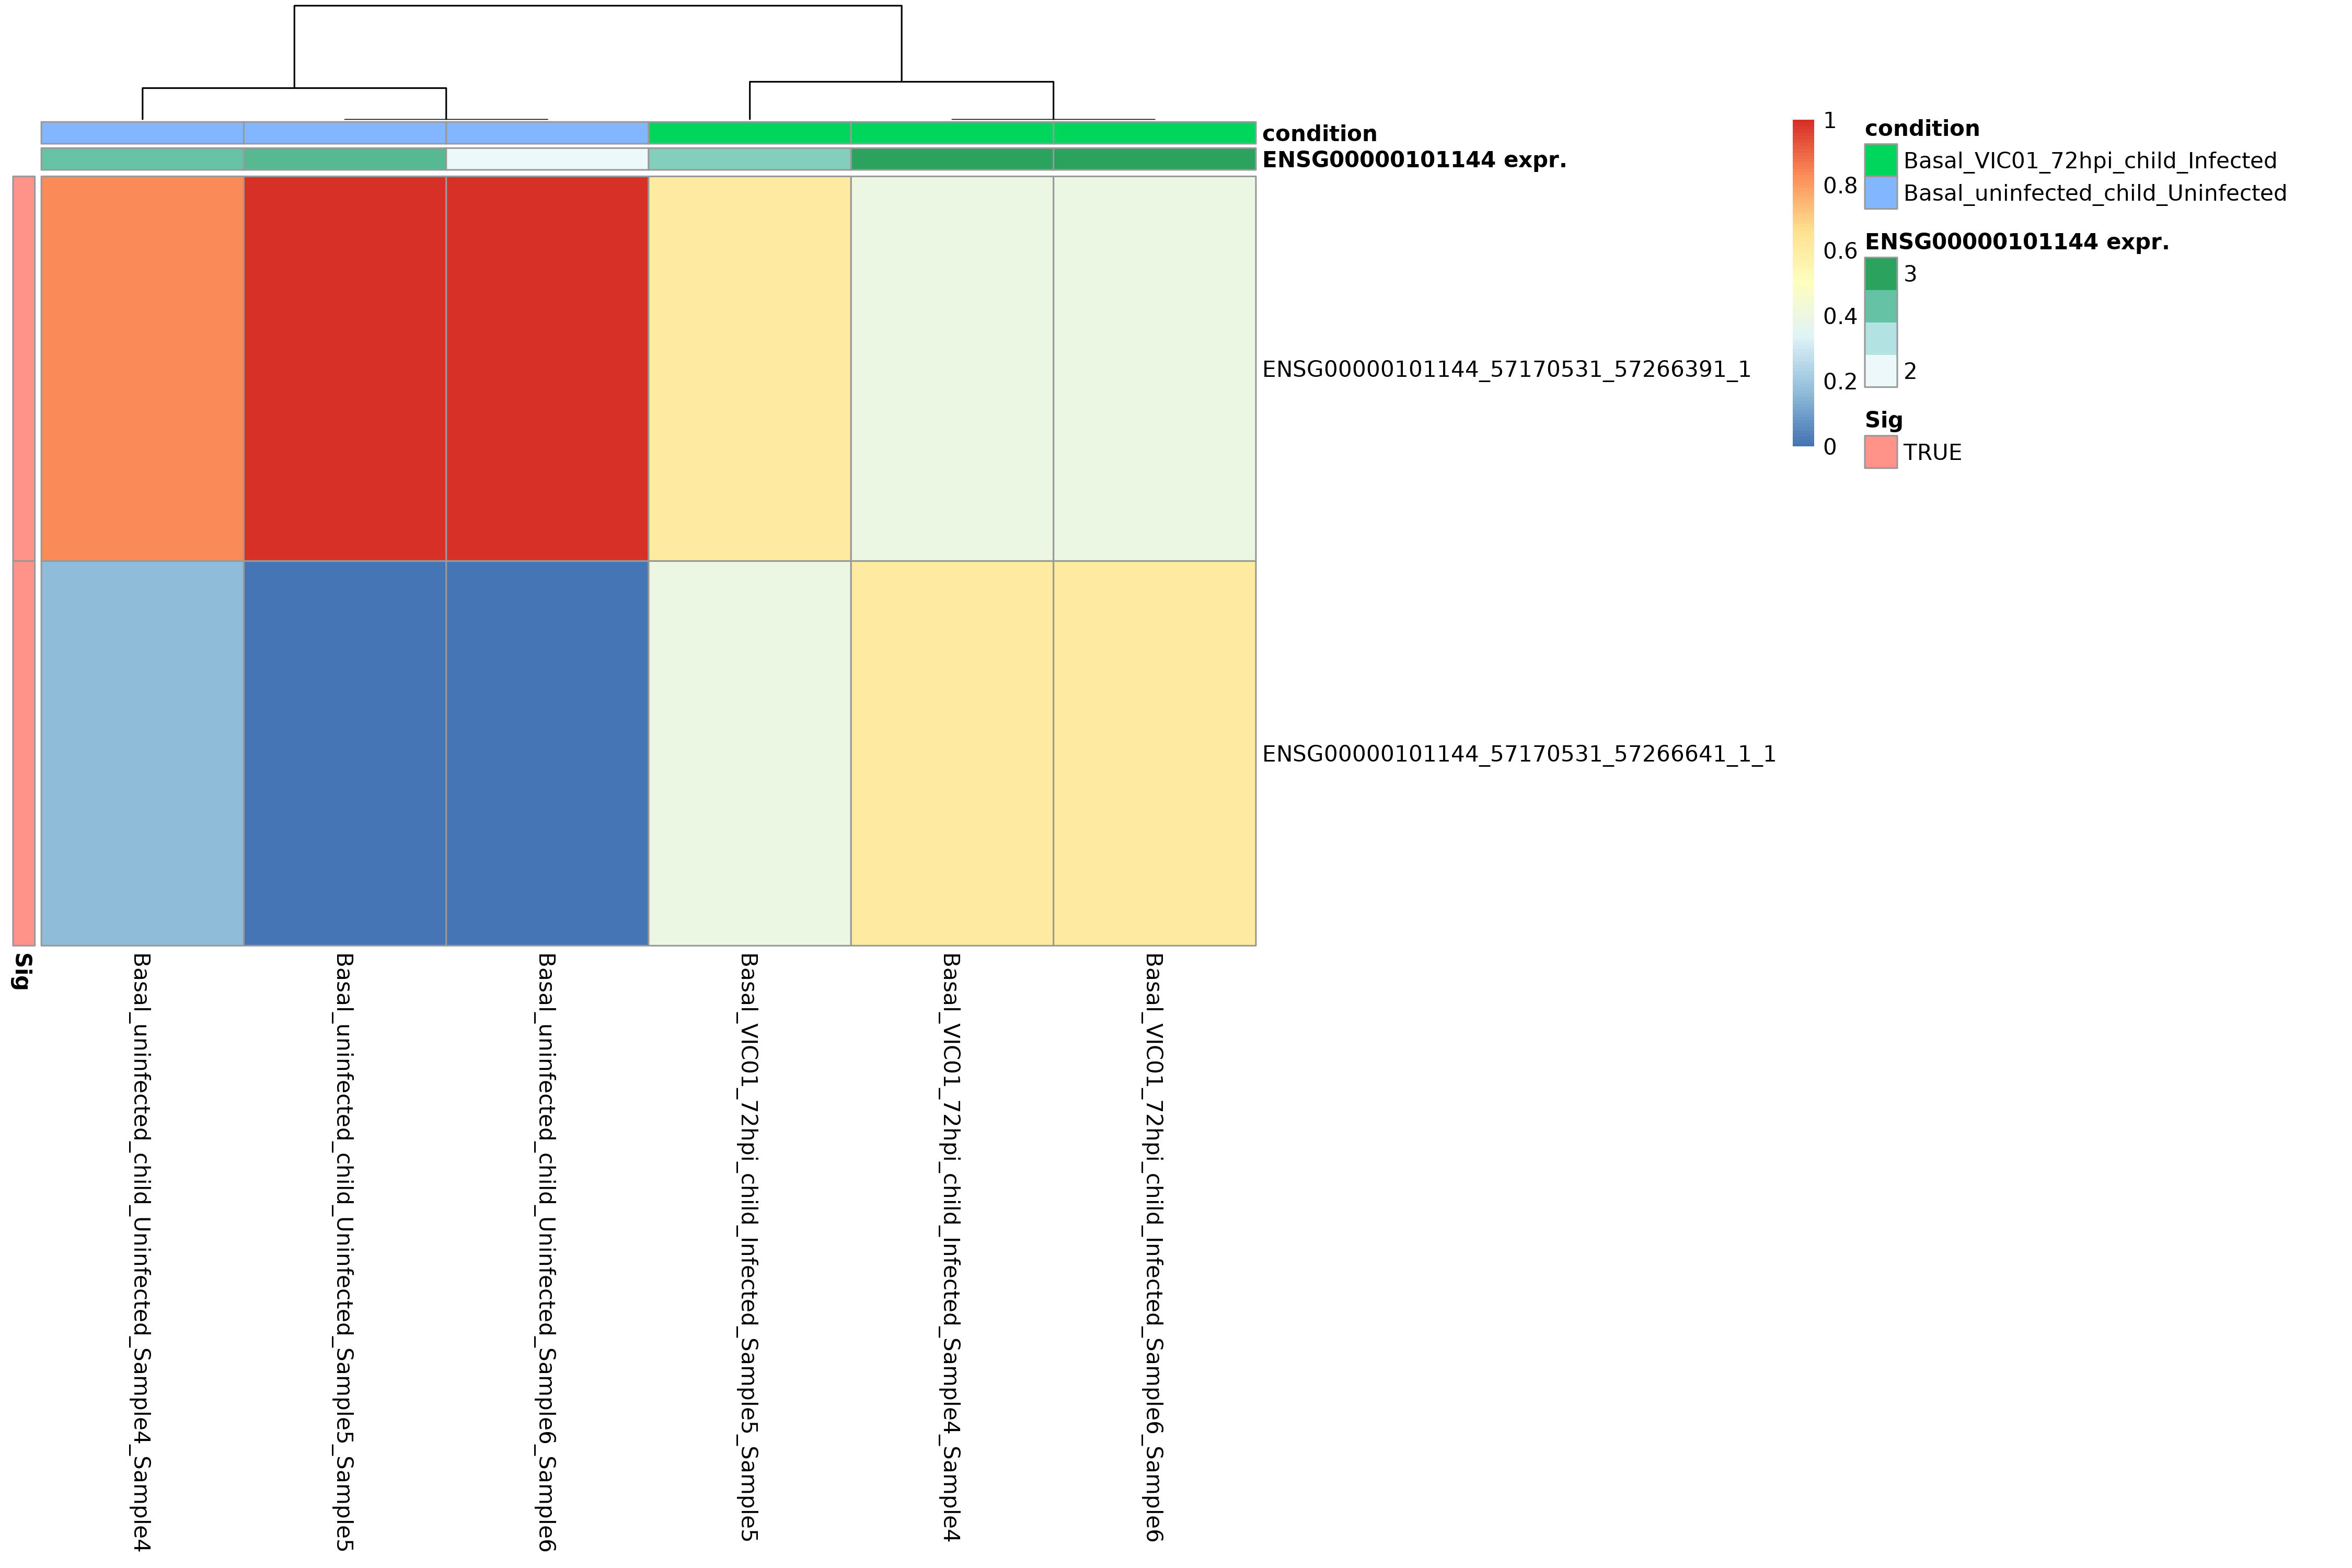 condition
ENSG00000101144 expr.
ENSG00000101144_57170531_57266391_1
ENSG00000101144_57170531_57266641_1_1
1
0.8
0.6
0.4
0.2
0
condition
Basal_VIC01_72hpi_child_Infected
Basal_uninfected_child_Uninfected
ENSG00000101144 expr.
3
2
Sig
TRUE
Sig
Basal_uninfected_child_Uninfected_Sample4_Sample4
Basal_uninfected_child_Uninfected_Sample5_Sample5
Basal_uninfected_child_Uninfected_Sample6_Sample6
Basal_VIC01_72hpi_child_Infected_Sample5_Sample5
Basal_VIC01_72hpi_child_Infected_Sample4_Sample4
Basal_VIC01_72hpi_child_Infected_Sample6_Sample6